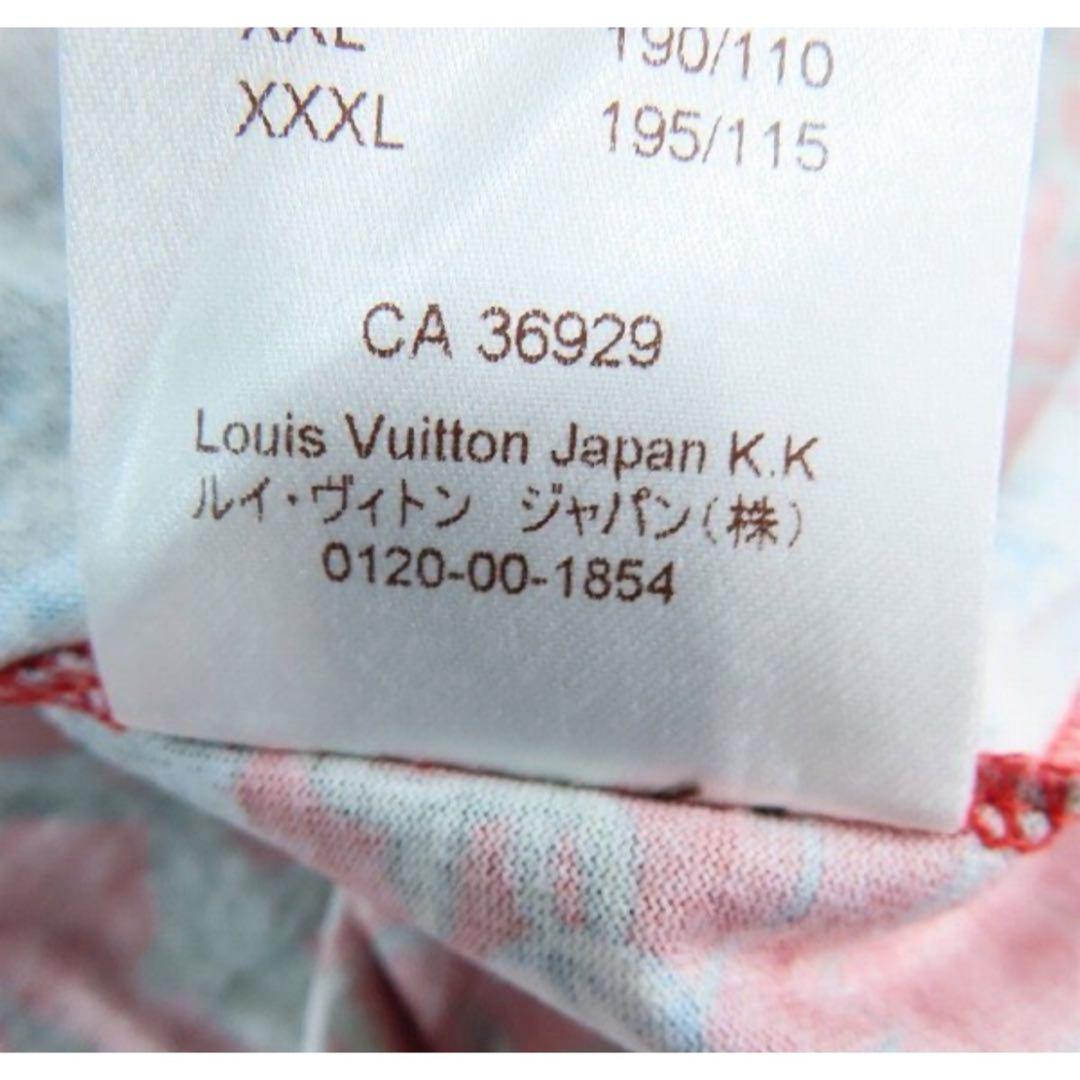 XXL 190/110
XXXL 195/115
CA 36929
Louis Vuitton Japan K.K
ルイ・ヴィトン ジャパン(株)
0120-00-1854